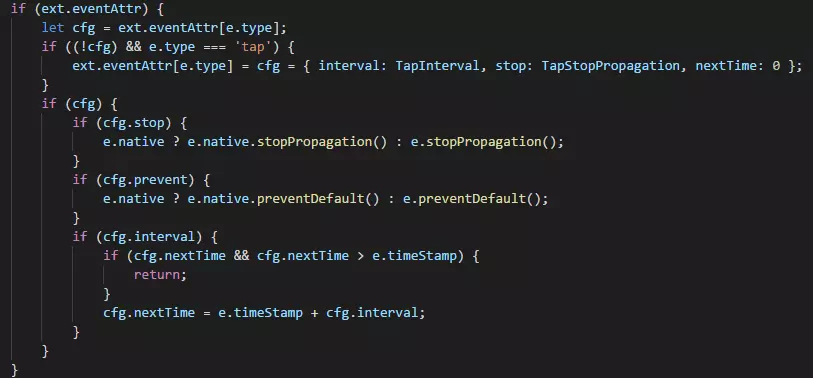 if (ext.eventAttr) {
    let cfg = ext.eventAttr[e.type];
    if ((!cfg) && e.type === 'tap') {
        ext.eventAttr[e.type] = cfg = { interval: TapInterval, stop: TapStopPropagation, nextTime: 0 };
    }
    if (cfg) {
        if (cfg.stop) {
            e.native ? e.native.stopPropagation() : e.stopPropagation();
        }
        if (cfg.prevent) {
            e.native ? e.native.preventDefault() : e.preventDefault();
        }
        if (cfg.interval) {
            if (cfg.nextTime && cfg.nextTime > e.timeStamp) {
                return;
            }
            cfg.nextTime = e.timeStamp + cfg.interval;
        }
    }
}